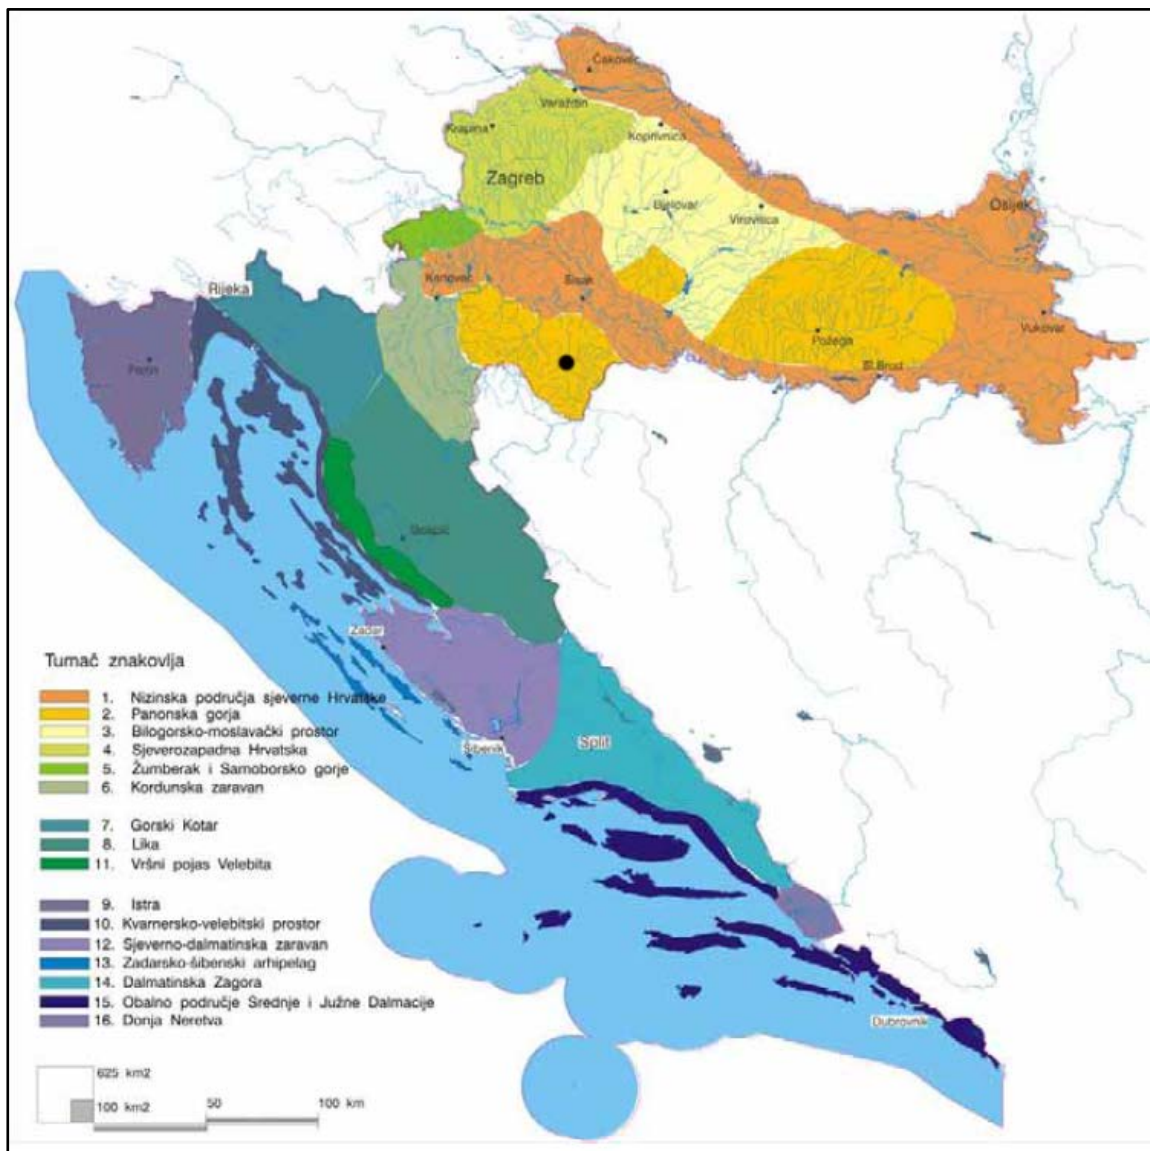 Čakovec
Varaždin
Krapina
Koprivnica
Zagreb
Bjelovar
Virovitica
Osijek
Karlovac
Sisak
Rijeka
Vukovar
Požega
Sl.Brod
Pazin
Gospić
Zadar
Šibenik
Split
Dubrovnik
Tumač znakovlja
1. Nizinska područja sjeverne Hrvatske
2. Panonska gorja
3. Bilogorsko-moslavački prostor
4. Sjeverozapadna Hrvatska
5. Žumberak i Samoborsko gorje
6. Kordunska zaravan
7. Gorski Kotar
8. Lika
11. Vršni pojas Velebita
9. Istra
10. Kvarnersko-velebitski prostor
12. Sjeverno-dalmatinska zaravan
13. Zadarsko-šibenski arhipelag
14. Dalmatinska Zagora
15. Obalno područje Srednje i Južne Dalmacije
16. Donja Neretva
625 km2
100 km2
50
100 km